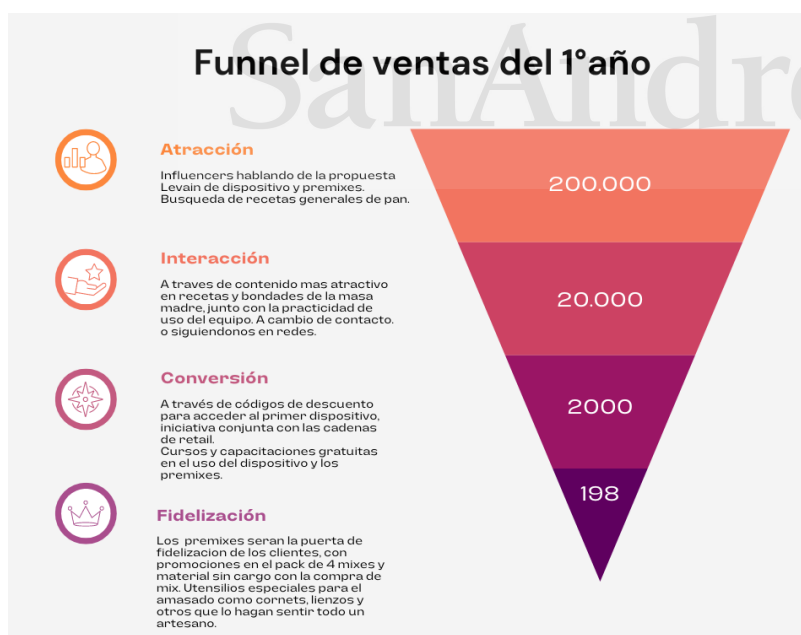 SanAndr
Funnel de ventas del 1°año
Atracción
Influencers hablando de la propuesta
Levain de dispositivo y premixes.
Busqueda de recetas generales de pan.
200.000
Interacción
A traves de contenido mas atractivo
en recetas y bondades de la masa
madre, junto con la practicidad de
uso del equipo. A cambio de contacto.
o siguiendonos en redes.
20.000
Conversión
A través de códigos de descuento
para acceder al primer dispositivo,
iniciativa conjunta con las cadenas
de retail.
Cursos y capacitaciones gratuitas
en el uso del dispositivo y los
premixes.
2000
198
Fidelización
Los premixes seran la puerta de
fidelizacion de los clientes, con
promociones en el pack de 4 mixes y
material sin cargo con la compra de
mix. Utensilios especiales para el
amasado como cornets, lienzos y
otros que lo hagan sentir todo un
artesano.